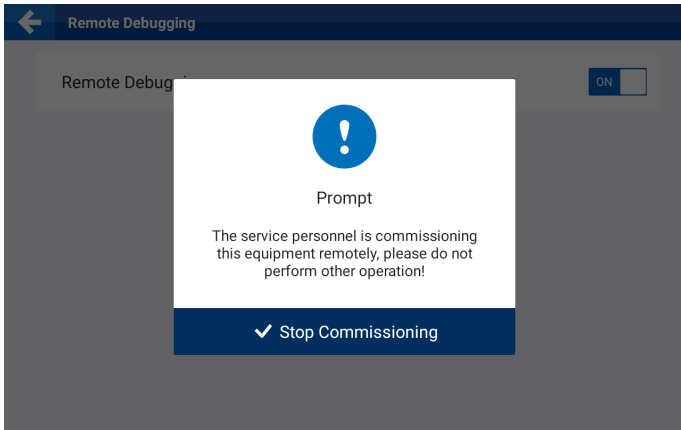 Remote Debugging
Remote Debug
ON
Prompt
The service personnel is commissioning
this equipment remotely, please do not
perform other operation!
Stop Commissioning